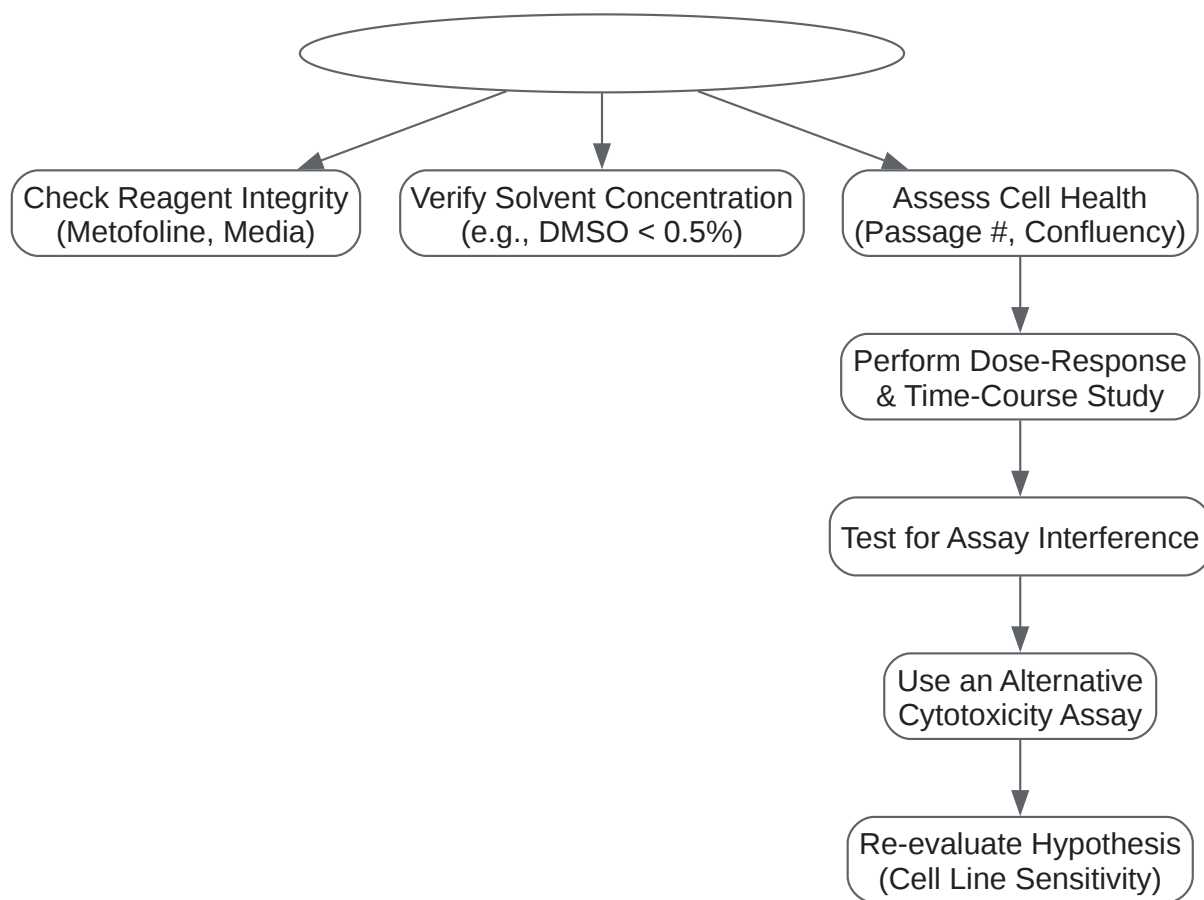 Check Reagent Integrity
(Metofoline, Media)
Verify Solvent Concentration
(e.g., DMSO < 0.5%)
Assess Cell Health
(Passage #, Confluency)
Perform Dose-Response
& Time-Course Study
Test for Assay Interference
Use an Alternative
Cytotoxicity Assay
Re-evaluate Hypothesis
(Cell Line Sensitivity)